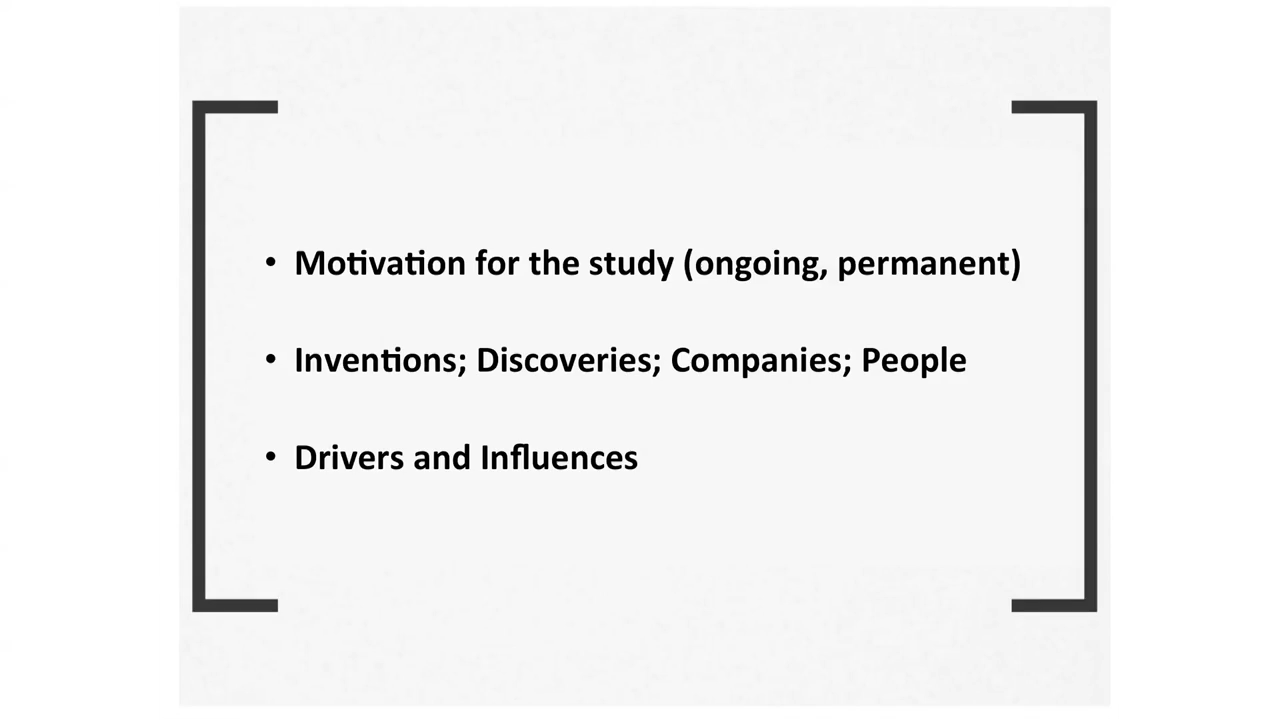 • Motivation for the study (ongoing, permanent)
• Inventions; Discoveries; Companies; People
• Drivers and Influences